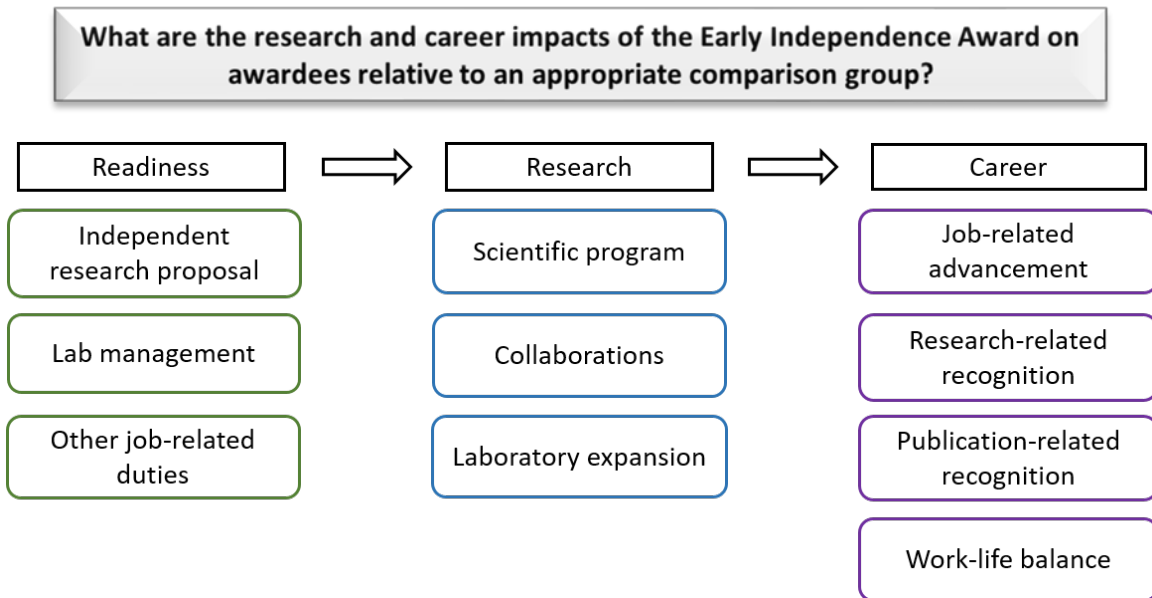 What are the research and career impacts of the Early Independence Award on
awardees relative to an appropriate comparison group?
Readiness
Research
Career
Independent
research proposal
Scientific program
Job-related
advancement
Lab management
Collaborations
Research-related
recognition
Other job-related
duties
Laboratory expansion
Publication-related
recognition
Work-life balance